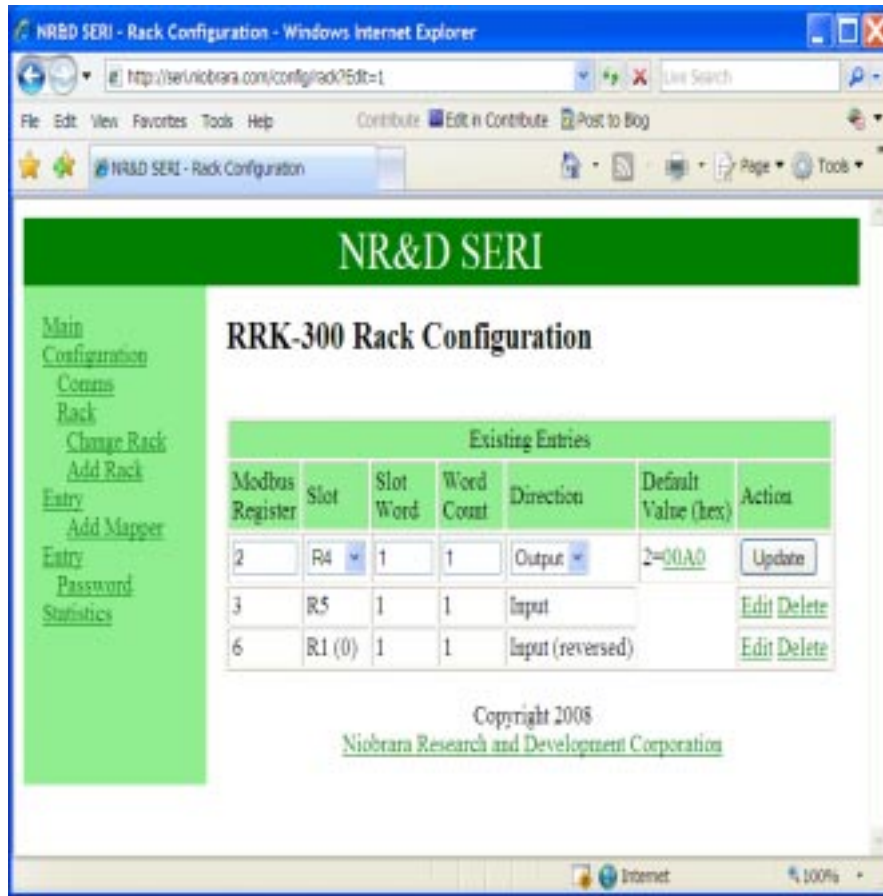 NR&D SERI - Rack Configuration - Windows Internet Explorer
http://seri.niobrara.com/config/rack?Edit=1
Live Search
File Edit View Favorites Tools Help
Contribute Edit in Contribute Post to Blog
NR&D SERI - Rack Configuration
Page Tools
NR&D SERI
Main
Configuration
Comms
Rack
Change Rack
Add Rack
Entry
Add Mapper
Entry
Password
Statistics
RRK-300 Rack Configuration
Existing Entries
Modbus Register Slot Slot Word Word Count Direction Default Value (hex) Action
2 R4 1 1 Output 2=00A0 Update
3 R5 1 1 Input Edit Delete
6 R1 (0) 1 1 Input (reversed) Edit Delete
Copyright 2008
Niobrara Research and Development Corporation
Internet 100%